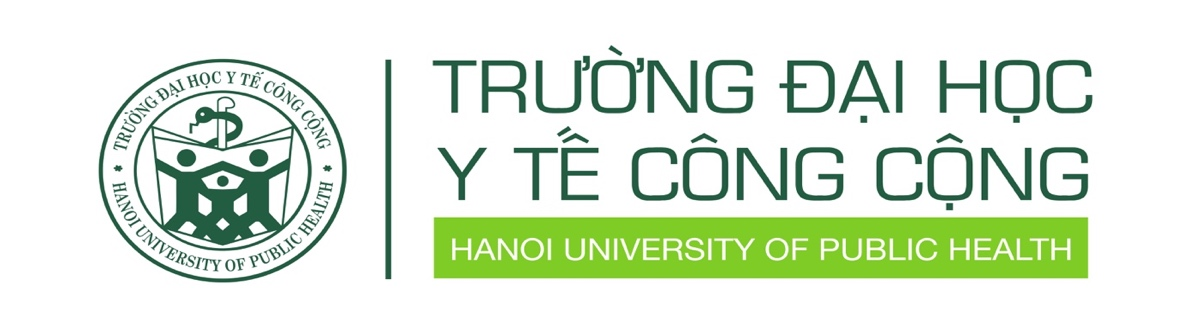 TRƯỜNG ĐẠI HỌC Y TẾ CÔNG CỘNG
HANOI UNIVERSITY OF PUBLIC HEALTH
TRƯỜNG ĐẠI HỌC
Y TẾ CÔNG CỘNG
HANOI UNIVERSITY OF PUBLIC HEALTH